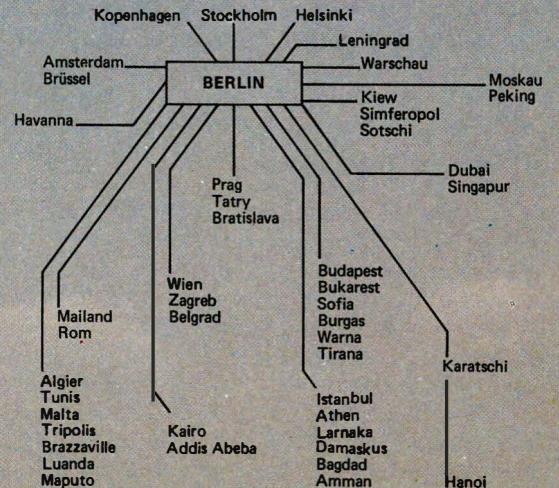 Kopenhagen
Stockholm
Helsinki
Leningrad
Amsterdam
Brüssel
BERLIN
Warschau
Moskau
Peking
Kiew
Simferopol
Sotschi
Havanna
Dubai
Singapur
Prag
Tatry
Bratislava
Wien
Zagreb
Belgrad
Budapest
Bukarest
Sofia
Burgas
Warna
Tirana
Mailand
Rom
Karatschi
Algier
Tunis
Malta
Tripolis
Brazzaville
Luanda
Maputo
Kairo
Addis Abeba
Istanbul
Athen
Larnaka
Damaskus
Bagdad
Amman
Hanoi